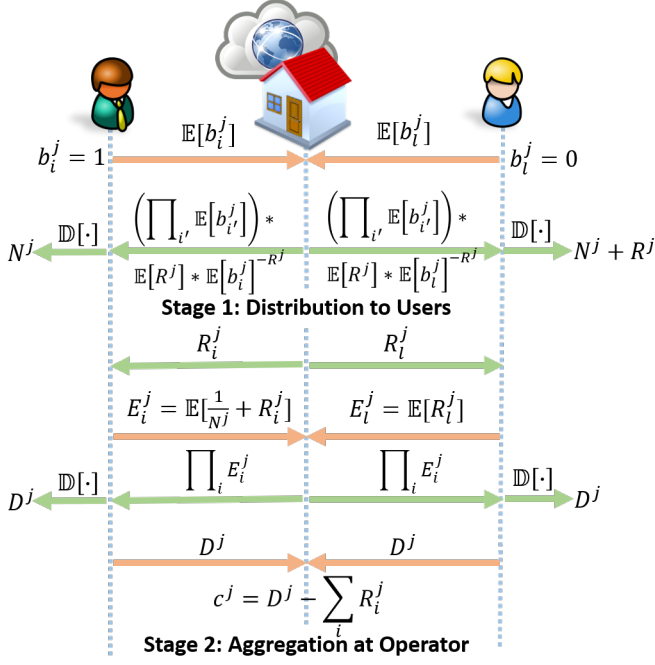 𝔼[b_i^j] 𝔼[b_l^j]
b_i^j = 1 b_l^j = 0
(∏_{i'} 𝔼[b_{i'}^j]) ∗ (∏_{i'} 𝔼[b_{i'}^j]) ∗
N^j 𝔻[·] 𝔻[·] N^j + R^j
𝔼[R^j] ∗ 𝔼[b_i^j]^{−R^j} 𝔼[R^j] ∗ 𝔼[b_l^j]^{−R^j}
Stage 1: Distribution to Users
R_i^j R_l^j
E_i^j = 𝔼[1/N^j + R_i^j] E_l^j = 𝔼[R_l^j]
∏_i E_i^j ∏_i E_i^j
D^j 𝔻[·] 𝔻[·] D^j
D^j D^j
c^j = D^j − ∑_i R_i^j
Stage 2: Aggregation at Operator